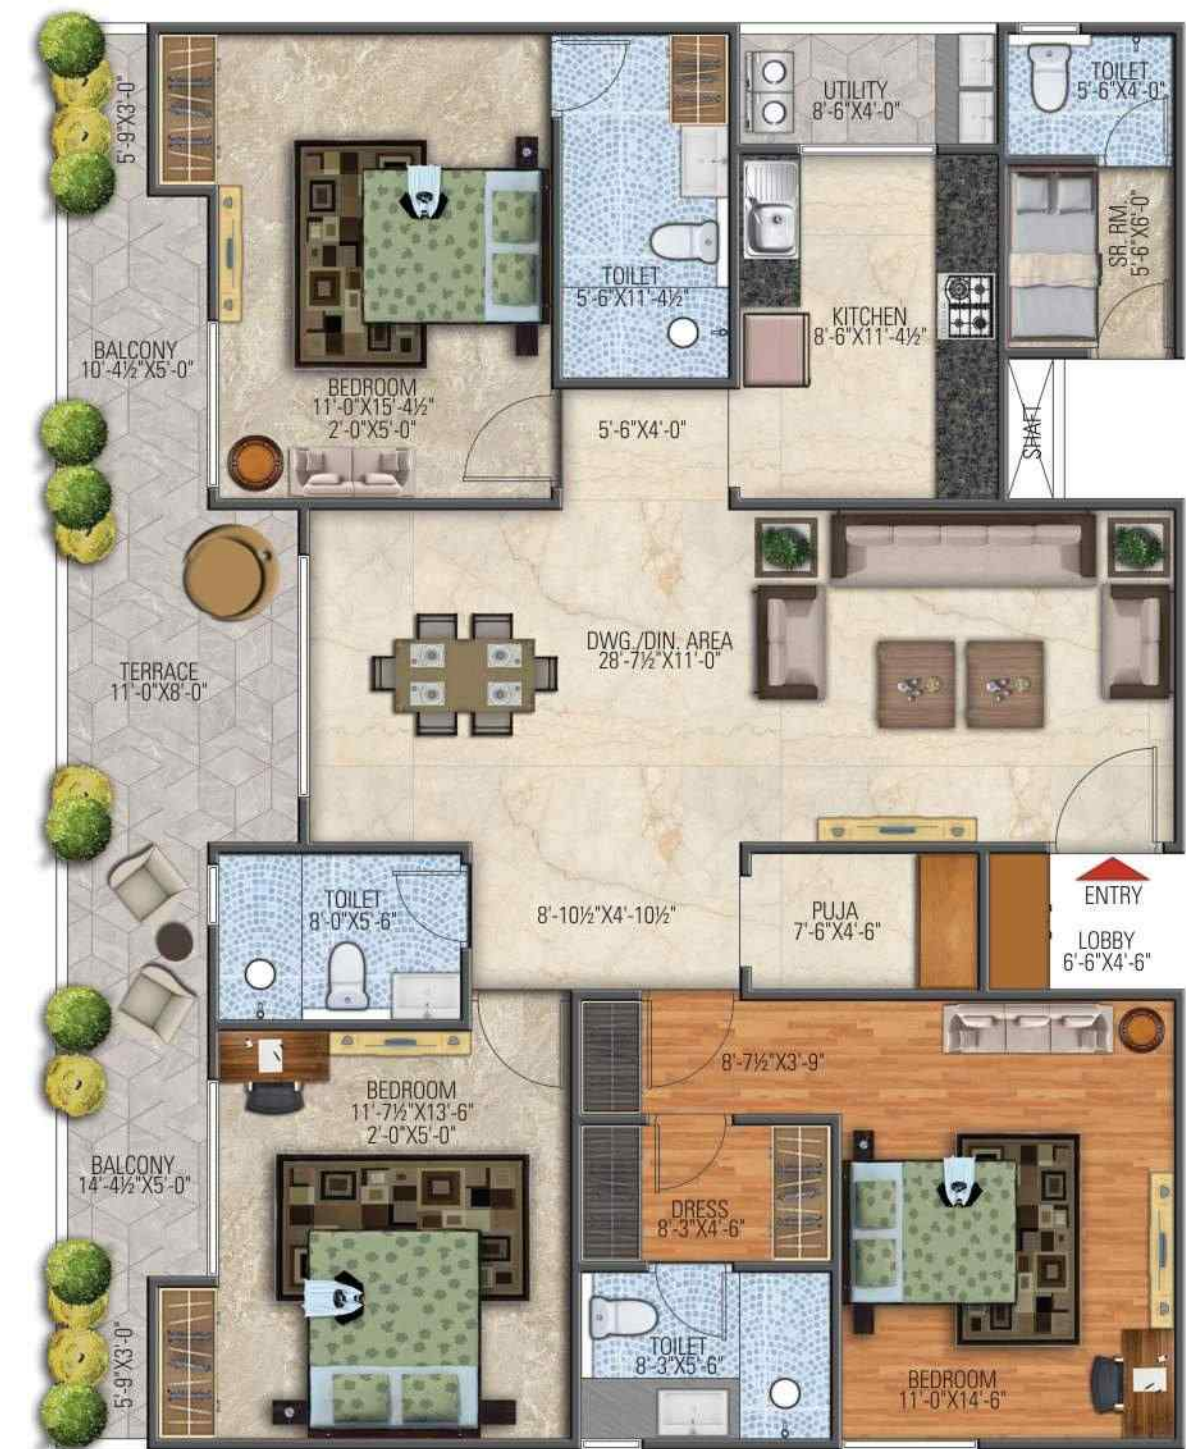 5'-9"X3'-0"
UTILITY
8'-6"X4'-0"
TOILET
5'-6"X4'-0"
SR. RM.
5'-6"X6'-0"
TOILET
5'-6"X11'-4½"
KITCHEN
8'-6"X11'-4½"
BALCONY
10'-4½"X5'-0"
BEDROOM
11'-0"X15'-4½"
2'-0"X5'-0"
5'-6"X4'-0"
SHAFT
DWG./DIN. AREA
28'-7½"X11'-0"
TERRACE
11'-0"X8'-0"
TOILET
8'-0"X5'-6"
8'-10½"X4'-10½"
PUJA
7'-6"X4'-6"
ENTRY
LOBBY
6'-6"X4'-6"
8'-7½"X3'-9"
BEDROOM
11'-7½"X13'-6"
2'-0"X5'-0"
BALCONY
14'-4½"X5'-0"
DRESS
8'-3"X4'-6"
TOILET
8'-3"X5'-6"
BEDROOM
11'-0"X14'-6"
5'-9"X3'-0"